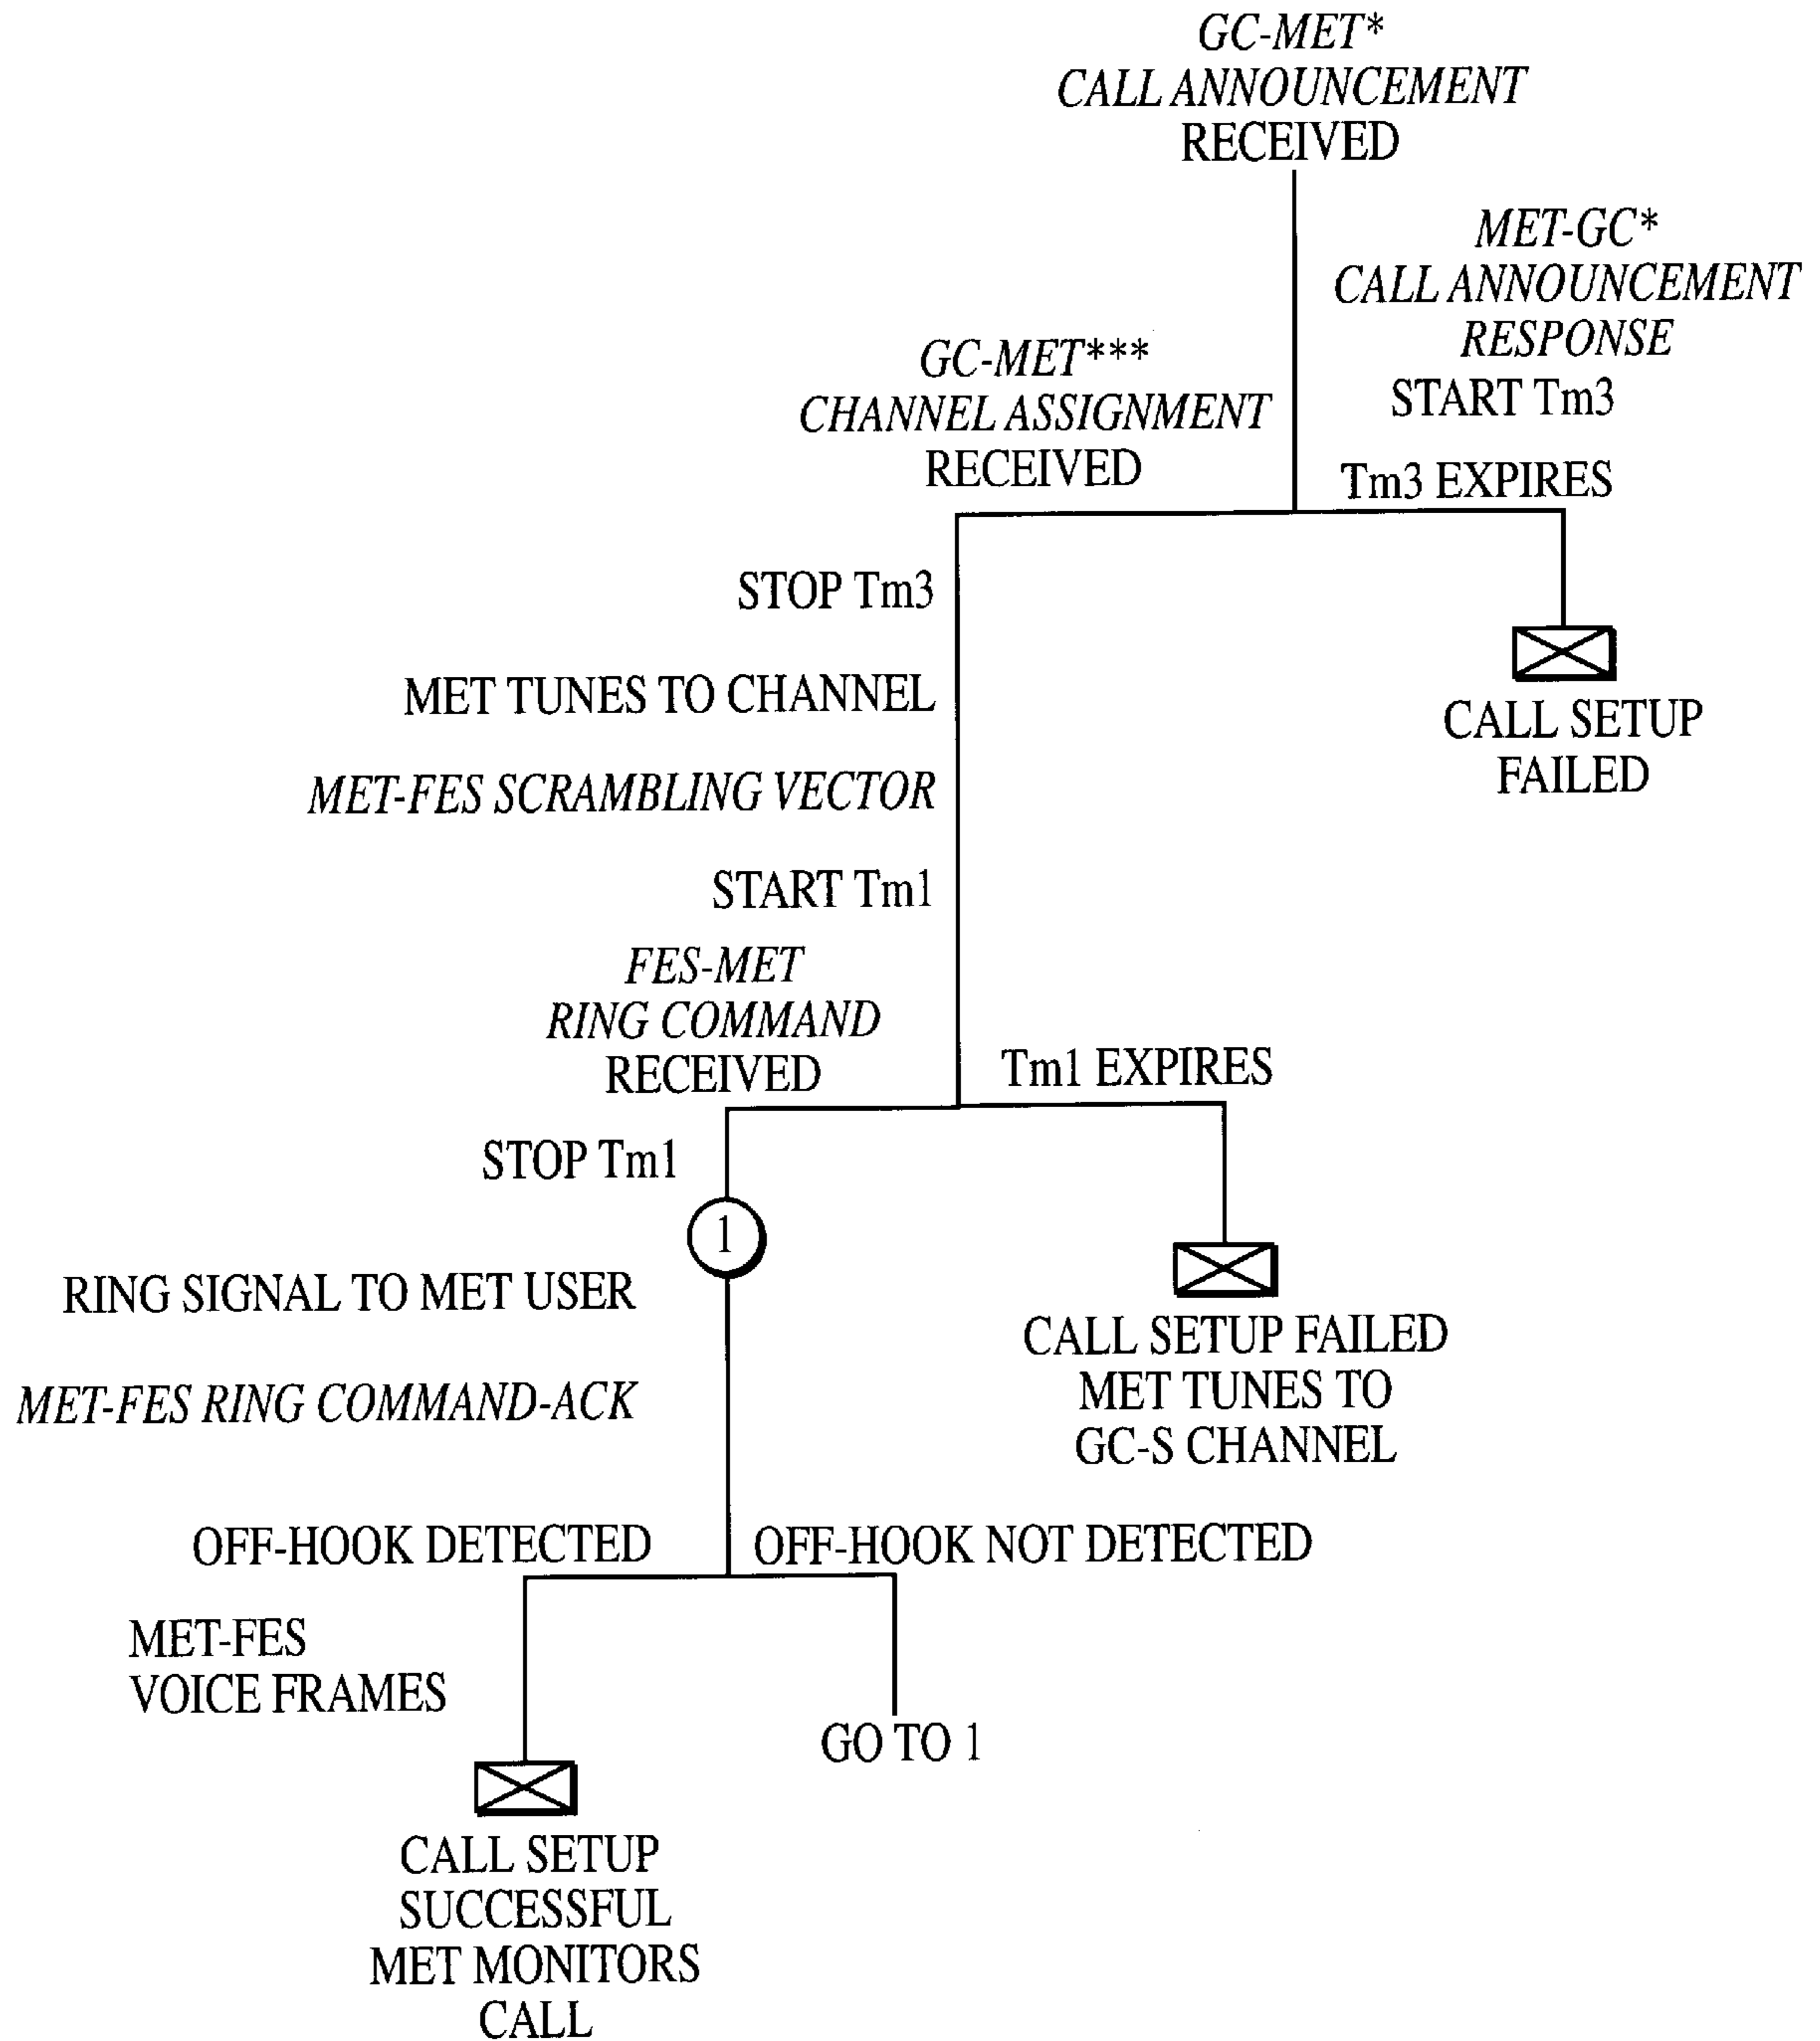 GC-MET*
CALL ANNOUNCEMENT
RECEIVED
MET-GC*
CALL ANNOUNCEMENT
RESPONSE
START Tm3
GC-MET***
CHANNEL ASSIGNMENT
RECEIVED
Tm3 EXPIRES
STOP Tm3
MET TUNES TO CHANNEL
CALL SETUP
FAILED
MET-FES SCRAMBLING VECTOR
START Tm1
FES-MET
RING COMMAND
RECEIVED
Tm1 EXPIRES
STOP Tm1
1
RING SIGNAL TO MET USER
CALL SETUP FAILED
MET TUNES TO
GC-S CHANNEL
MET-FES RING COMMAND-ACK
OFF-HOOK DETECTED
OFF-HOOK NOT DETECTED
MET-FES
VOICE FRAMES
GO TO 1
CALL SETUP
SUCCESSFUL
MET MONITORS
CALL